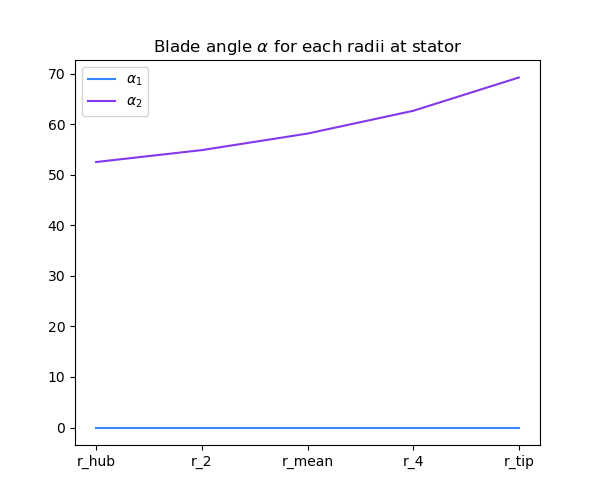 Blade angle α for each radii at stator
α₁
α₂
70
60
50
40
30
20
10
0
r_hub r_2 r_mean r_4 r_tip